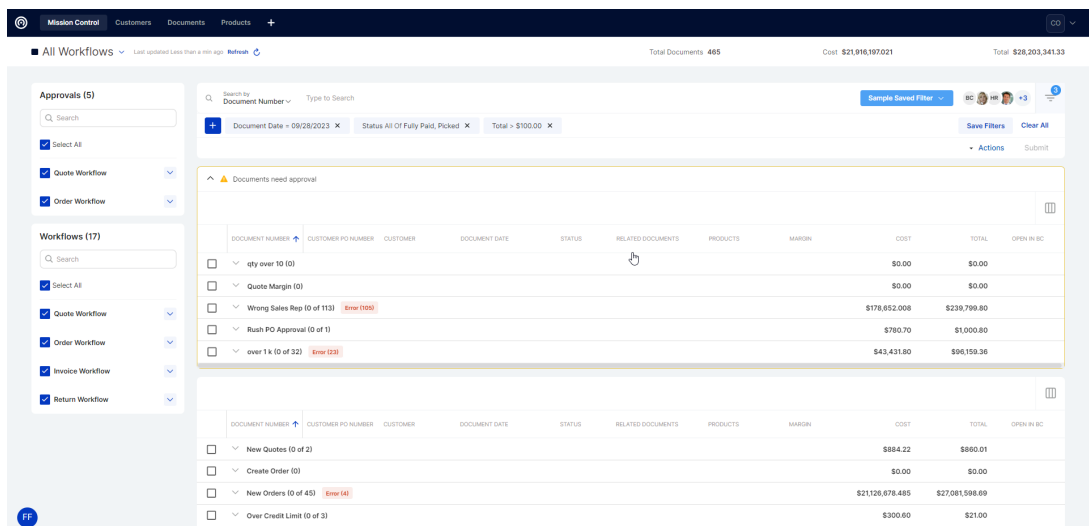 Mission Control Customers Documents Products + CO
All Workflows Last updated Less than a min ago Refresh Total Documents 465 Cost $21,916,197.021 Total $28,203,341.33
Approvals (5)
Search
Select All
Quote Workflow
Order Workflow
Workflows (17)
Search
Select All
Quote Workflow
Order Workflow
Invoice Workflow
Return Workflow
FF
Search by
Document Number Type to Search Sample Saved Filter BC HR +3 3
+ Document Date = 09/28/2023 × Status All Of Fully Paid, Picked × Total > $100.00 × Save Filters Clear All
Actions Submit
Documents need approval
DOCUMENT NUMBER CUSTOMER PO NUMBER CUSTOMER DOCUMENT DATE STATUS RELATED DOCUMENTS PRODUCTS MARGIN COST TOTAL OPEN IN BC
qty over 10 (0) $0.00 $0.00
Quote Margin (0) $0.00 $0.00
Wrong Sales Rep (0 of 113) Error (105) $178,652.008 $239,799.80
Rush PO Approval (0 of 1) $780.70 $1,000.80
over 1 k (0 of 32) Error (23) $43,431.80 $96,159.36
DOCUMENT NUMBER CUSTOMER PO NUMBER CUSTOMER DOCUMENT DATE STATUS RELATED DOCUMENTS PRODUCTS MARGIN COST TOTAL OPEN IN BC
New Quotes (0 of 2) $884.22 $860.01
Create Order (0) $0.00 $0.00
New Orders (0 of 45) Error (4) $21,126,678.485 $27,081,598.69
Over Credit Limit (0 of 3) $300.60 $21.00